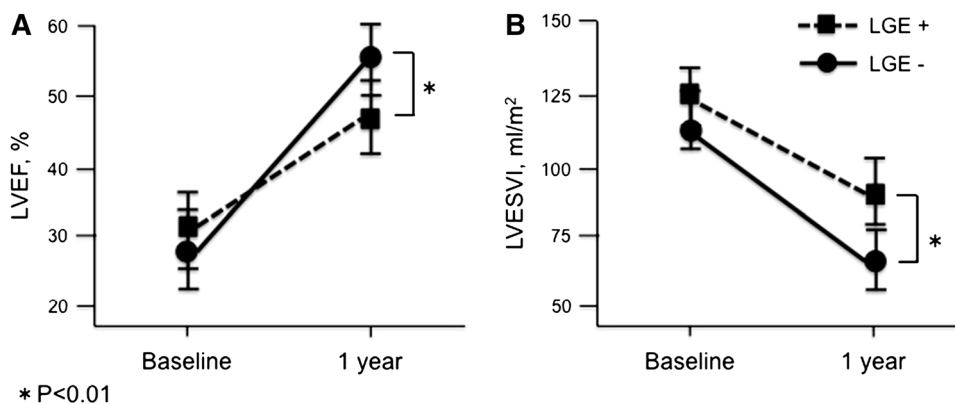 A
LVEF, %
60
50
40
30
20
Baseline 1 year
*
* P<0.01
B
LVESVI, ml/m²
150
125
100
75
50
Baseline 1 year
LGE +
LGE -
*